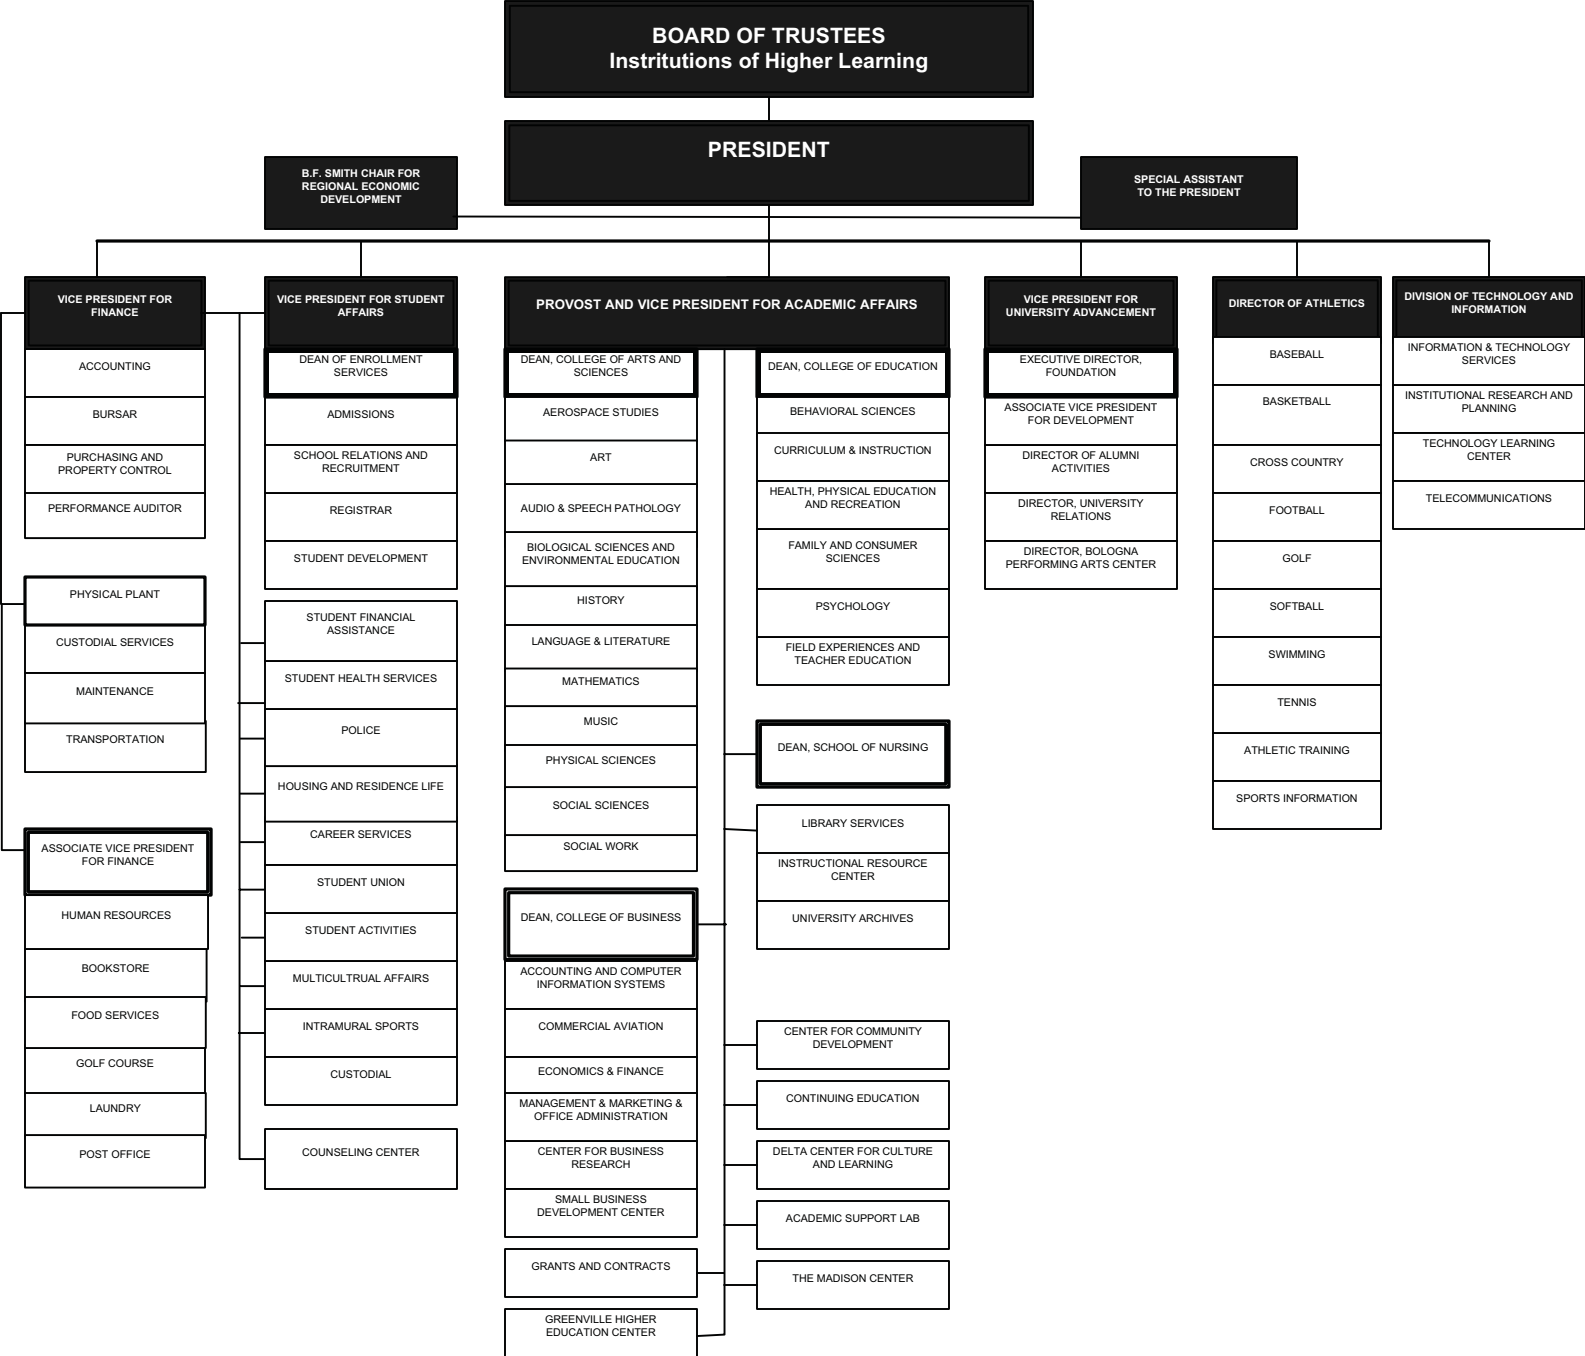 BOARD OF TRUSTEES
Instritutions of Higher Learning
PRESIDENT
B.F. SMITH CHAIR FOR
REGIONAL ECONOMIC
DEVELOPMENT
SPECIAL ASSISTANT
TO THE PRESIDENT
VICE PRESIDENT FOR
FINANCE
ACCOUNTING
BURSAR
PURCHASING AND
PROPERTY CONTROL
PERFORMANCE AUDITOR
PHYSICAL PLANT
CUSTODIAL SERVICES
MAINTENANCE
TRANSPORTATION
ASSOCIATE VICE PRESIDENT
FOR FINANCE
HUMAN RESOURCES
BOOKSTORE
FOOD SERVICES
GOLF COURSE
LAUNDRY
POST OFFICE
VICE PRESIDENT FOR STUDENT
AFFAIRS
DEAN OF ENROLLMENT
SERVICES
ADMISSIONS
SCHOOL RELATIONS AND
RECRUITMENT
REGISTRAR
STUDENT DEVELOPMENT
STUDENT FINANCIAL
ASSISTANCE
STUDENT HEALTH SERVICES
POLICE
HOUSING AND RESIDENCE LIFE
CAREER SERVICES
STUDENT UNION
STUDENT ACTIVITIES
MULTICULTRUAL AFFAIRS
INTRAMURAL SPORTS
CUSTODIAL
COUNSELING CENTER
PROVOST AND VICE PRESIDENT FOR ACADEMIC AFFAIRS
DEAN, COLLEGE OF ARTS AND
SCIENCES
AEROSPACE STUDIES
ART
AUDIO & SPEECH PATHOLOGY
BIOLOGICAL SCIENCES AND
ENVIRONMENTAL EDUCATION
HISTORY
LANGUAGE & LITERATURE
MATHEMATICS
MUSIC
PHYSICAL SCIENCES
SOCIAL SCIENCES
SOCIAL WORK
DEAN, COLLEGE OF BUSINESS
ACCOUNTING AND COMPUTER
INFORMATION SYSTEMS
COMMERCIAL AVIATION
ECONOMICS & FINANCE
MANAGEMENT & MARKETING &
OFFICE ADMINISTRATION
CENTER FOR BUSINESS
RESEARCH
SMALL BUSINESS
DEVELOPMENT CENTER
GRANTS AND CONTRACTS
GREENVILLE HIGHER
EDUCATION CENTER
DEAN, COLLEGE OF EDUCATION
BEHAVIORAL SCIENCES
CURRICULUM & INSTRUCTION
HEALTH, PHYSICAL EDUCATION
AND RECREATION
FAMILY AND CONSUMER
SCIENCES
PSYCHOLOGY
FIELD EXPERIENCES AND
TEACHER EDUCATION
DEAN, SCHOOL OF NURSING
LIBRARY SERVICES
INSTRUCTIONAL RESOURCE
CENTER
UNIVERSITY ARCHIVES
CENTER FOR COMMUNITY
DEVELOPMENT
CONTINUING EDUCATION
DELTA CENTER FOR CULTURE
AND LEARNING
ACADEMIC SUPPORT LAB
THE MADISON CENTER
VICE PRESIDENT FOR
UNIVERSITY ADVANCEMENT
EXECUTIVE DIRECTOR,
FOUNDATION
ASSOCIATE VICE PRESIDENT
FOR DEVELOPMENT
DIRECTOR OF ALUMNI
ACTIVITIES
DIRECTOR, UNIVERSITY
RELATIONS
DIRECTOR, BOLOGNA
PERFORMING ARTS CENTER
DIRECTOR OF ATHLETICS
BASEBALL
BASKETBALL
CROSS COUNTRY
FOOTBALL
GOLF
SOFTBALL
SWIMMING
TENNIS
ATHLETIC TRAINING
SPORTS INFORMATION
DIVISION OF TECHNOLOGY AND
INFORMATION
INFORMATION & TECHNOLOGY
SERVICES
INSTITUTIONAL RESEARCH AND
PLANNING
TECHNOLOGY LEARNING
CENTER
TELECOMMUNICATIONS